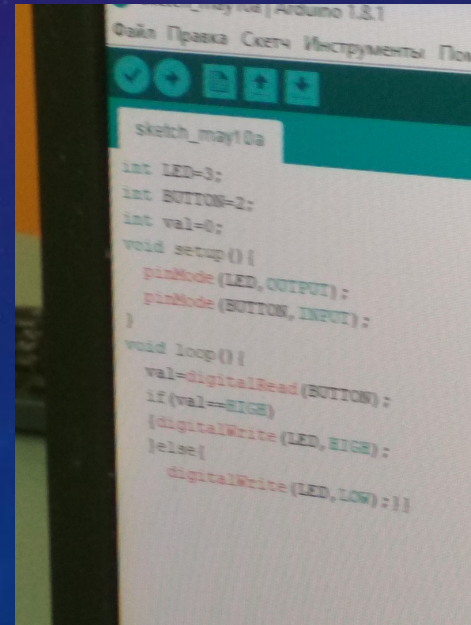 sketch_may10a | Arduino 1.8.1
Файл Правка Скетч Инструменты
sketch_may10a
int LED=3;
int BUTTON=2;
int val=0;
void setup(){
pinMode(LED,OUTPUT);
pinMode(BUTTON,INPUT);
}
void loop(){
val=digitalRead(BUTTON);
if(val==HIGH)
{digitalWrite(LED,HIGH);
}else{
digitalWrite(LED,LOW);}}